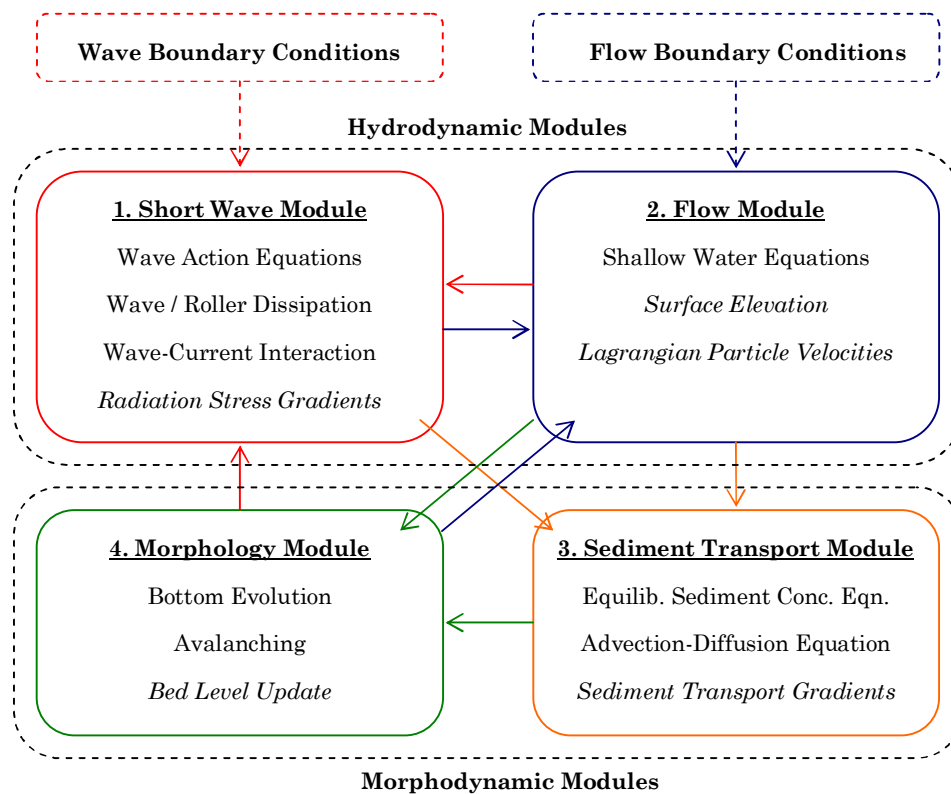 Wave Boundary Conditions
Flow Boundary Conditions
Hydrodynamic Modules
1. Short Wave Module
Wave Action Equations
Wave / Roller Dissipation
Wave-Current Interaction
Radiation Stress Gradients
2. Flow Module
Shallow Water Equations
Surface Elevation
Lagrangian Particle Velocities
4. Morphology Module
Bottom Evolution
Avalanching
Bed Level Update
3. Sediment Transport Module
Equilib. Sediment Conc. Eqn.
Advection-Diffusion Equation
Sediment Transport Gradients
Morphodynamic Modules